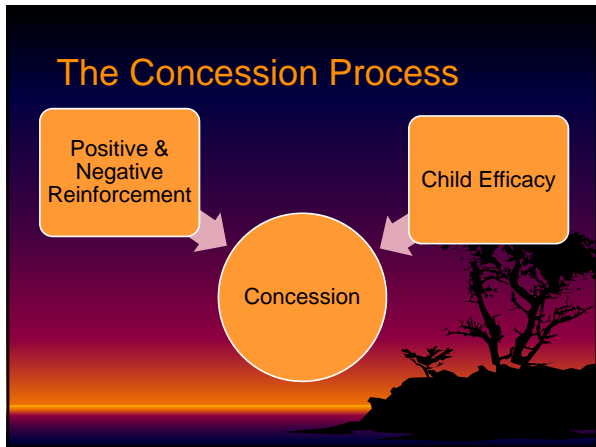 The Concession Process
Positive &
Negative
Reinforcement
Child Efficacy
Concession